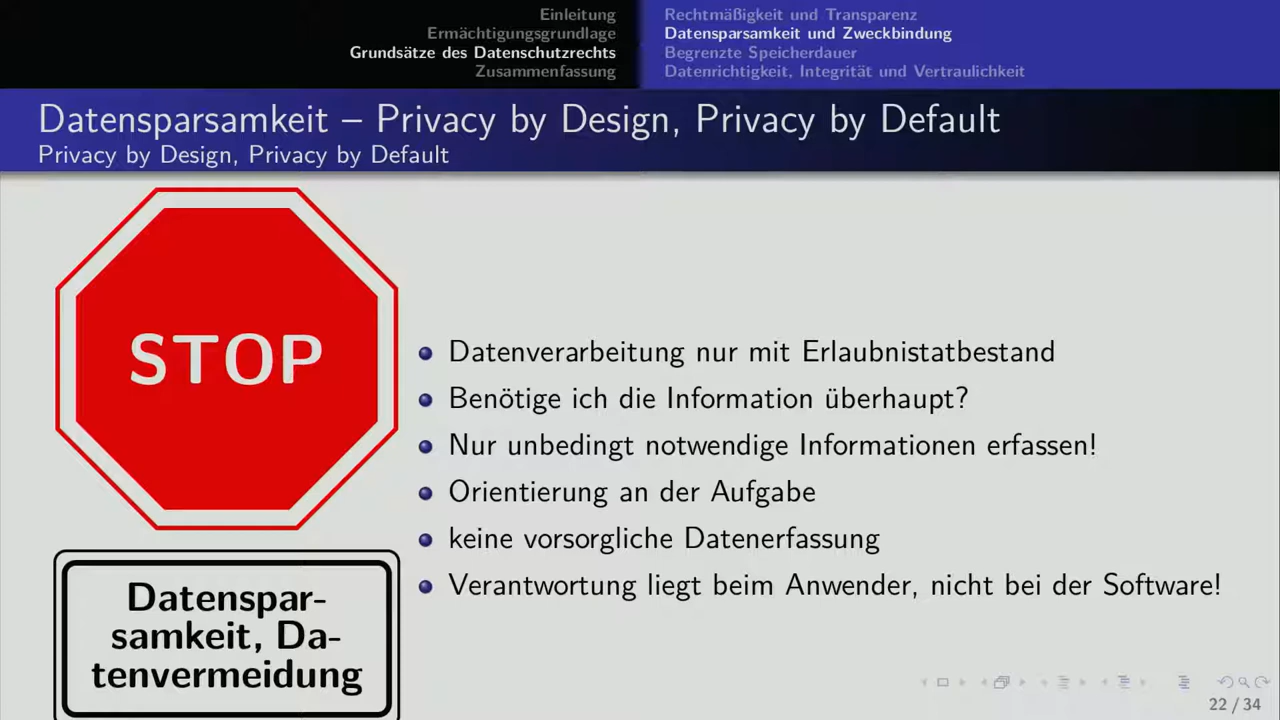 Einleitung
Ermächtigungsgrundlage
Grundsätze des Datenschutzrechts
Zusammenfassung
Rechtmäßigkeit und Transparenz
Datensparsamkeit und Zweckbindung
Begrenzte Speicherdauer
Datenrichtigkeit, Integrität und Vertraulichkeit
Datensparsamkeit – Privacy by Design, Privacy by Default
Privacy by Design, Privacy by Default
STOP
Datenspar-
samkeit, Da-
tenvermeidung
Datenverarbeitung nur mit Erlaubnistatbestand
Benötige ich die Information überhaupt?
Nur unbedingt notwendige Informationen erfassen!
Orientierung an der Aufgabe
keine vorsorgliche Datenerfassung
Verantwortung liegt beim Anwender, nicht bei der Software!
22 / 34